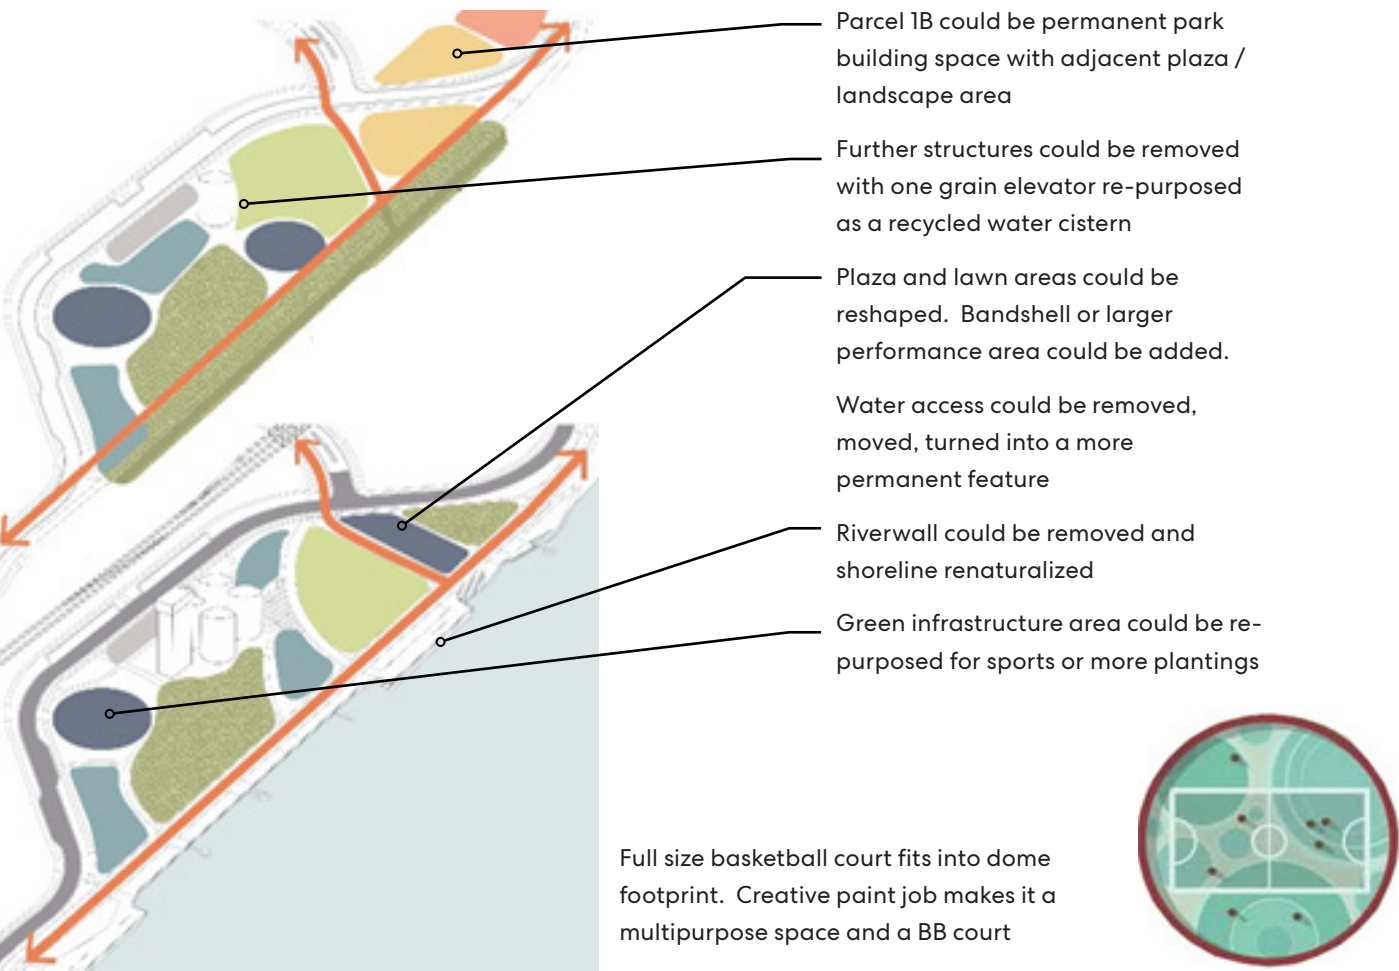 Parcel 1B could be permanent park
building space with adjacent plaza /
landscape area
Further structures could be removed
with one grain elevator re-purposed
as a recycled water cistern
Plaza and lawn areas could be
reshaped.  Bandshell or larger
performance area could be added.
Water access could be removed,
moved, turned into a more
permanent feature
Riverwall could be removed and
shoreline renaturalized
Green infrastructure area could be re-
purposed for sports or more plantings
Full size basketball court fits into dome
footprint.  Creative paint job makes it a
multipurpose space and a BB court